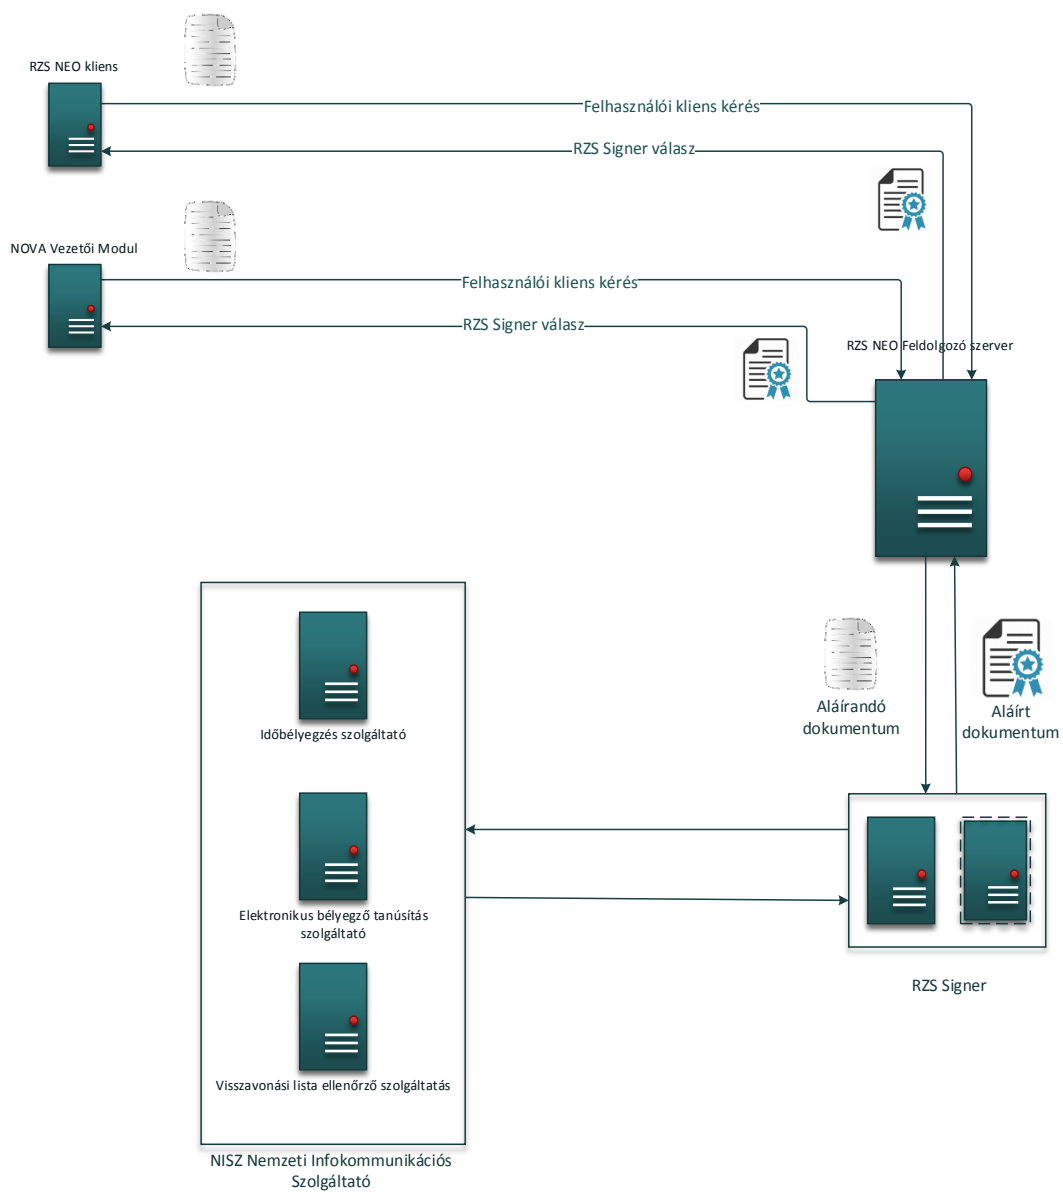 RZS NEO kliens
Felhasználói kliens kérés
RZS Signer válasz
NOVA Vezetői Modul
Felhasználói kliens kérés
RZS Signer válasz
RZS NEO Feldolgozó szerver
Aláírandó
dokumentum
Aláírt
dokumentum
Időbélyegzés szolgáltató
Elektronikus bélyegző tanúsítás
szolgáltató
Visszavonási lista ellenőrző szolgáltatás
RZS Signer
NISZ Nemzeti Infokommunikációs
Szolgáltató